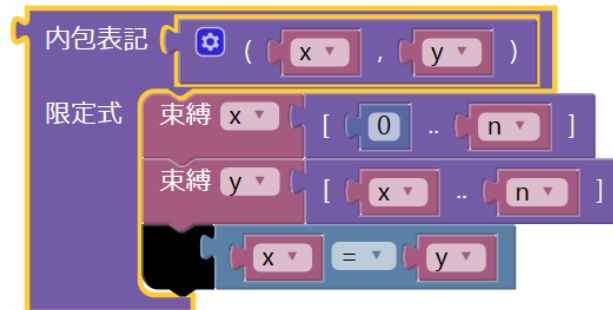 内包表記 ( x ▼ , y ▼ )
限定式 束縛 x ▼ [ 0 .. n ▼ ]
束縛 y ▼ [ x ▼ .. n ▼ ]
x ▼ = ▼ y ▼